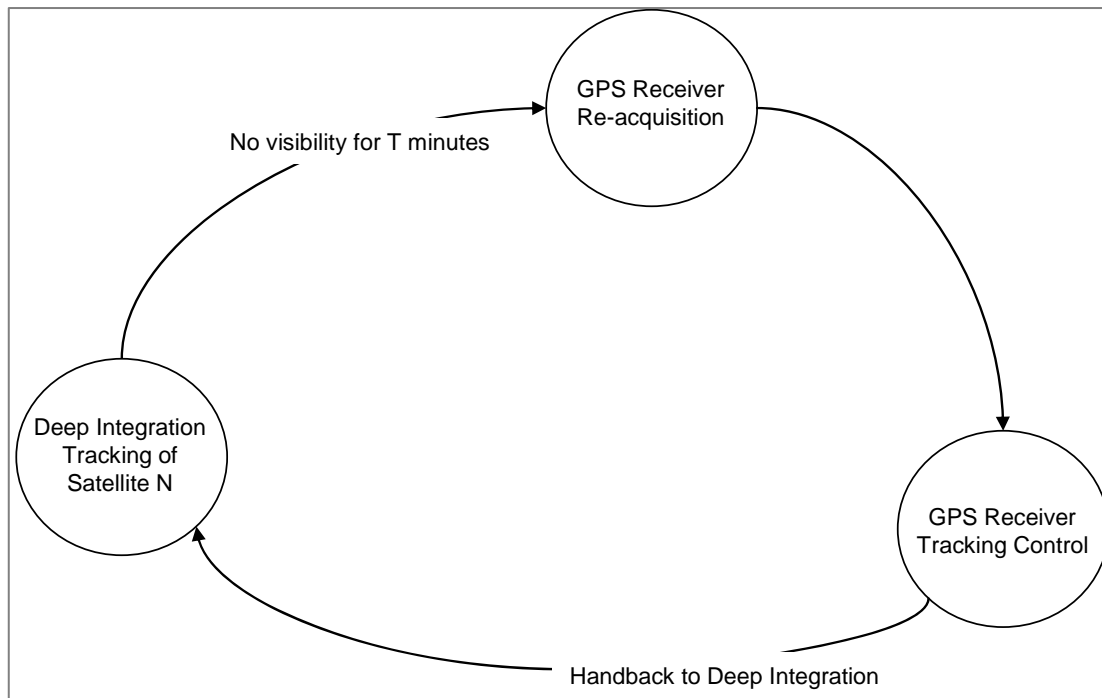 GPS Receiver
Re-acquisition
No visibility for T minutes
Deep Integration
Tracking of
Satellite N
GPS Receiver
Tracking Control
Handback to Deep Integration